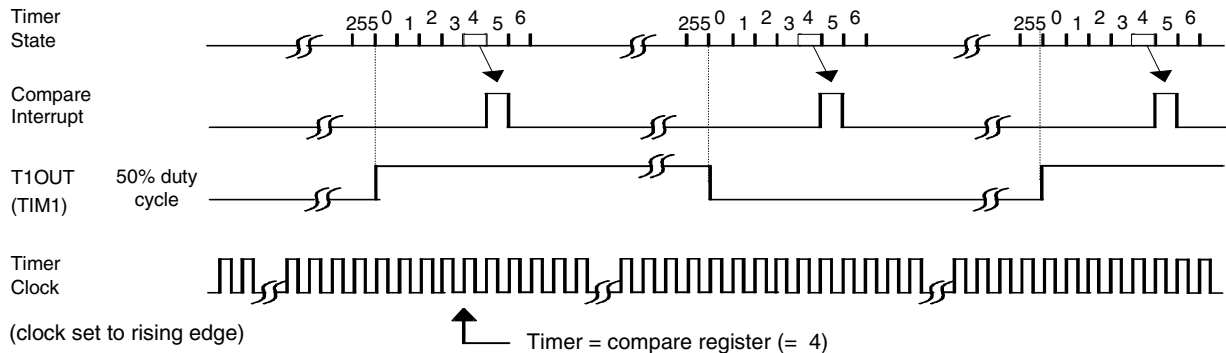 Timer
State
255 0 1 2 3 4 5 6
255 0 1 2 3 4 5 6
255 0 1 2 3 4 5 6
Compare
Interrupt
T1OUT
(TIM1)
50% duty
cycle
Timer
Clock
(clock set to rising edge)
Timer = compare register (= 4)